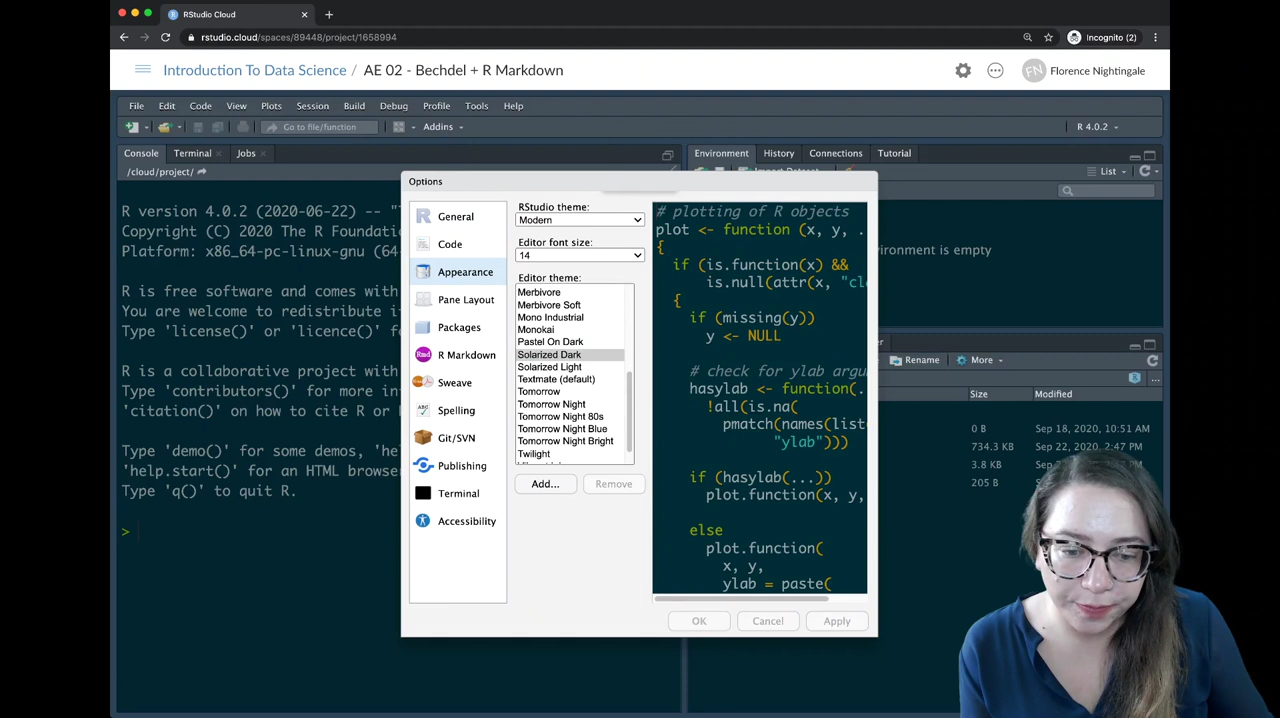 RStudio Cloud
rstudio.cloud/spaces/89448/project/1658994
Incognito (2)
Introduction To Data Science / AE 02 - Bechdel + R Markdown
FN Florence Nightingale
File Edit Code View Plots Session Build Debug Profile Tools Help
Go to file/function Addins R 4.0.2
Console Terminal Jobs
/cloud/project/
R version 4.0.2 (2020-06-22) -- "T
Copyright (C) 2020 The R Foundatio
Platform: x86_64-pc-linux-gnu (64-
R is free software and comes with
You are welcome to redistribute i
Type 'license()' or 'licence()' fo
R is a collaborative project with
Type 'contributors()' for more in
'citation()' on how to cite R or
Type 'demo()' for some demos, 'he
'help.start()' for an HTML browse
Type 'q()' to quit R.
>
Environment History Connections Tutorial
Import Dataset List
nvironment is empty
Rename More
Size Modified
0 B Sep 18, 2020, 10:51 AM
734.3 KB Sep 22, 2020, 2:47 PM
3.8 KB Sep
205 B Sep
Options
General
Code
Appearance
Pane Layout
Packages
R Markdown
Sweave
Spelling
Git/SVN
Publishing
Terminal
Accessibility
RStudio theme:
Modern
Editor font size:
14
Editor theme:
Merbivore
Merbivore Soft
Mono Industrial
Monokai
Pastel On Dark
Solarized Dark
Solarized Light
Textmate (default)
Tomorrow
Tomorrow Night
Tomorrow Night 80s
Tomorrow Night Blue
Tomorrow Night Bright
Twilight
Add... Remove
# plotting of R objects
plot <- function (x, y, .
{
if (is.function(x) &&
is.null(attr(x, "cla
{
if (missing(y))
y <- NULL
# check for ylab argu
hasylab <- function(.
!all(is.na(
pmatch(names(list
"ylab")))
if (hasylab(...))
plot.function(x, y,
else
plot.function(
x, y,
ylab = paste(
OK Cancel Apply